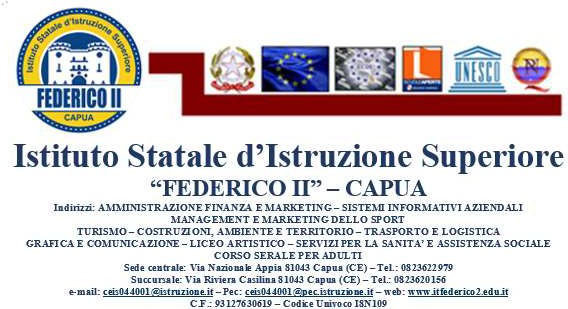 Istituto Statale d'Istruzione Superiore
FEDERICO II
CAPUA
SCUOLE APERTE
UNESCO
Istituto Statale d’Istruzione Superiore
“FEDERICO II” – CAPUA
Indirizzi: AMMINISTRAZIONE FINANZA E MARKETING – SISTEMI INFORMATIVI AZIENDALI
MANAGEMENT E MARKETING DELLO SPORT
TURISMO – COSTRUZIONI, AMBIENTE E TERRITORIO – TRASPORTO E LOGISTICA
GRAFICA E COMUNICAZIONE – LICEO ARTISTICO – SERVIZI PER LA SANITA’ E ASSISTENZA SOCIALE
CORSO SERALE PER ADULTI
Sede centrale: Via Nazionale Appia 81043 Capua (CE) – Tel.: 0823622979
Succursale: Via Riviera Casilina 81043 Capua (CE) – Tel.: 0823620156
e-mail: ceis044001@istruzione.it – Pec: ceis044001@pec.istruzione.it – web: www.itfederico2.edu.it
C.F.: 93127630619 – Codice Univoco I8N109